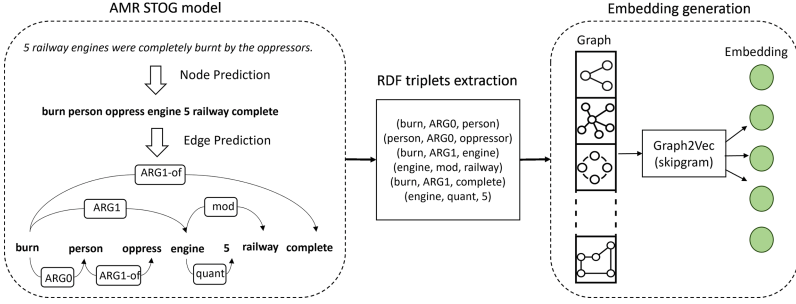 AMR STOG model
5 railway engines were completely burnt by the oppressors.
Node Prediction
burn person oppress engine 5 railway complete
Edge Prediction
ARG1-of
ARG1
mod
burn person oppress engine 5 railway complete
ARG0
ARG1-of
quant
RDF triplets extraction
(burn, ARG0, person)
(person, ARG0, oppressor)
(burn, ARG1, engine)
(engine, mod, railway)
(burn, ARG1, complete)
(engine, quant, 5)
Embedding generation
Graph
Embedding
Graph2Vec
(skipgram)